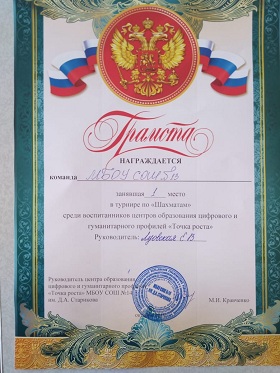 Грамота
НАГРАЖДАЕТСЯ
команда МБОУ СОШ
занявшая 1 место
в турнире по «Шахматам»
среди воспитанников центров образования цифрового и
гуманитарного профилей «Точка роста»
Руководитель: Е.В
Руководитель центра образования
цифрового и гуманитарного
«Точка роста» МБОУ СОШ №14
им. Д.А. Старикова
М.В. Кравченко